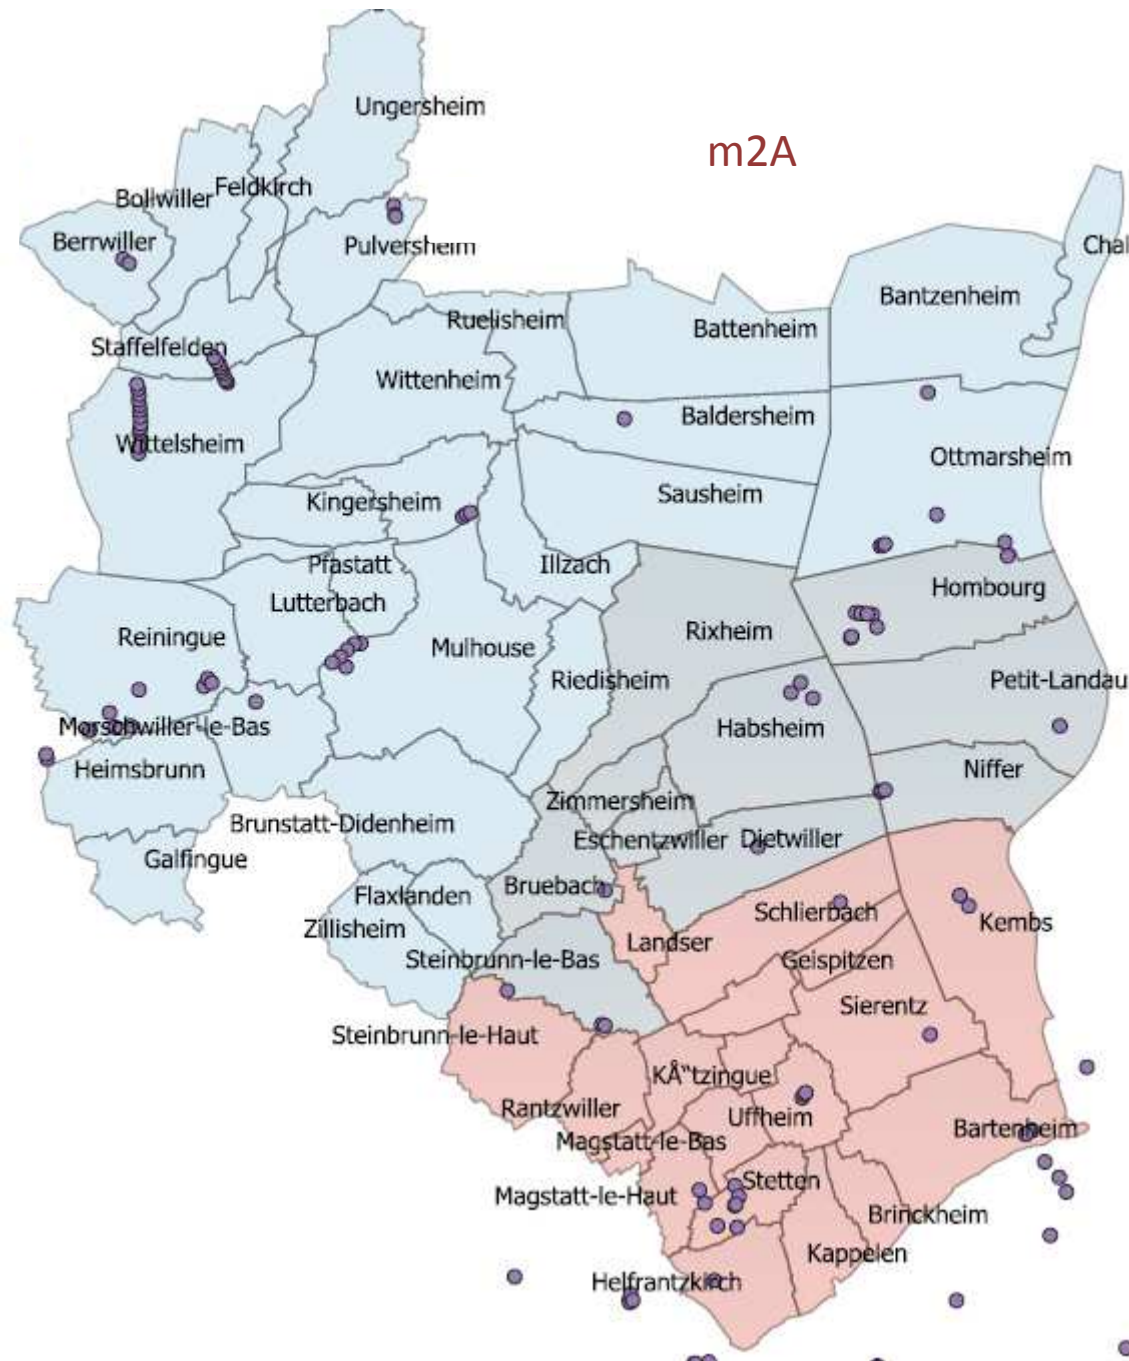 Ungersheim
m2A
Feldkirch
Bollwiller
Berrwiller
Pulversheim
Chal
Bantzenheim
Ruelisheim
Battenheim
Staffelfelden
Wittenheim
Baldersheim
Wittelsheim
Ottmarsheim
Sausheim
Kingersheim
Pfastatt
Illzach
Hombourg
Lutterbach
Reiningue
Rixheim
Mulhouse
Riedisheim
Petit-Landau
Morschwiller-le-Bas
Habsheim
Heimsbrunn
Niffer
Zimmersheim
Brunstatt-Didenheim
Eschentzwiller
Dietwiller
Galfingue
Bruebach
Flaxlanden
Schlierbach
Kembs
Zillisheim
Landser
Steinbrunn-le-Bas
Geispitzen
Sierentz
Steinbrunn-le-Haut
KÅ“tzingue
Rantzwiller
Uffheim
Bartenheim
Magstatt-le-Bas
Stetten
Magstatt-le-Haut
Brinckheim
Kappelen
Helfrantzkirch